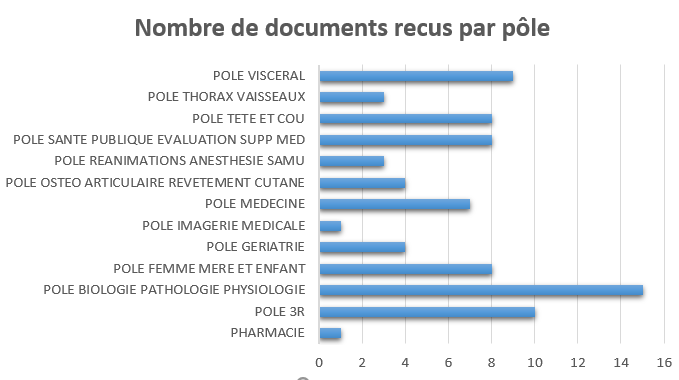 Nombre de documents recus par pôle
POLE VISCERAL
POLE THORAX VAISSEAUX
POLE TETE ET COU
POLE SANTE PUBLIQUE EVALUATION SUPP MED
POLE REANIMATIONS ANESTHESIE SAMU
POLE OSTEO ARTICULAIRE REVETEMENT CUTANE
POLE MEDECINE
POLE IMAGERIE MEDICALE
POLE GERIATRIE
POLE FEMME MERE ET ENFANT
POLE BIOLOGIE PATHOLOGIE PHYSIOLOGIE
POLE 3R
PHARMACIE
0 2 4 6 8 10 12 14 16